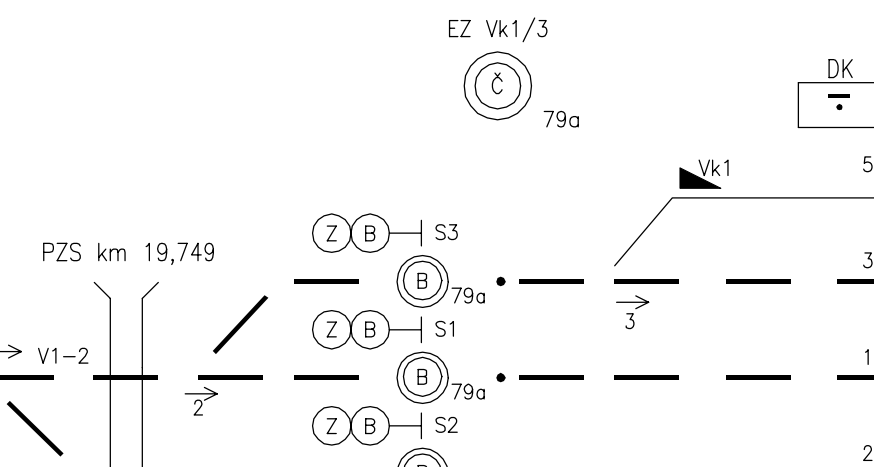 EZ Vk1/3
Č
79a
DK
Vk1
5
Z B S3
PZS km 19,749
3
B
79a
3
Z B S1
V1-2
1
B
79a
2
Z B S2
2
B